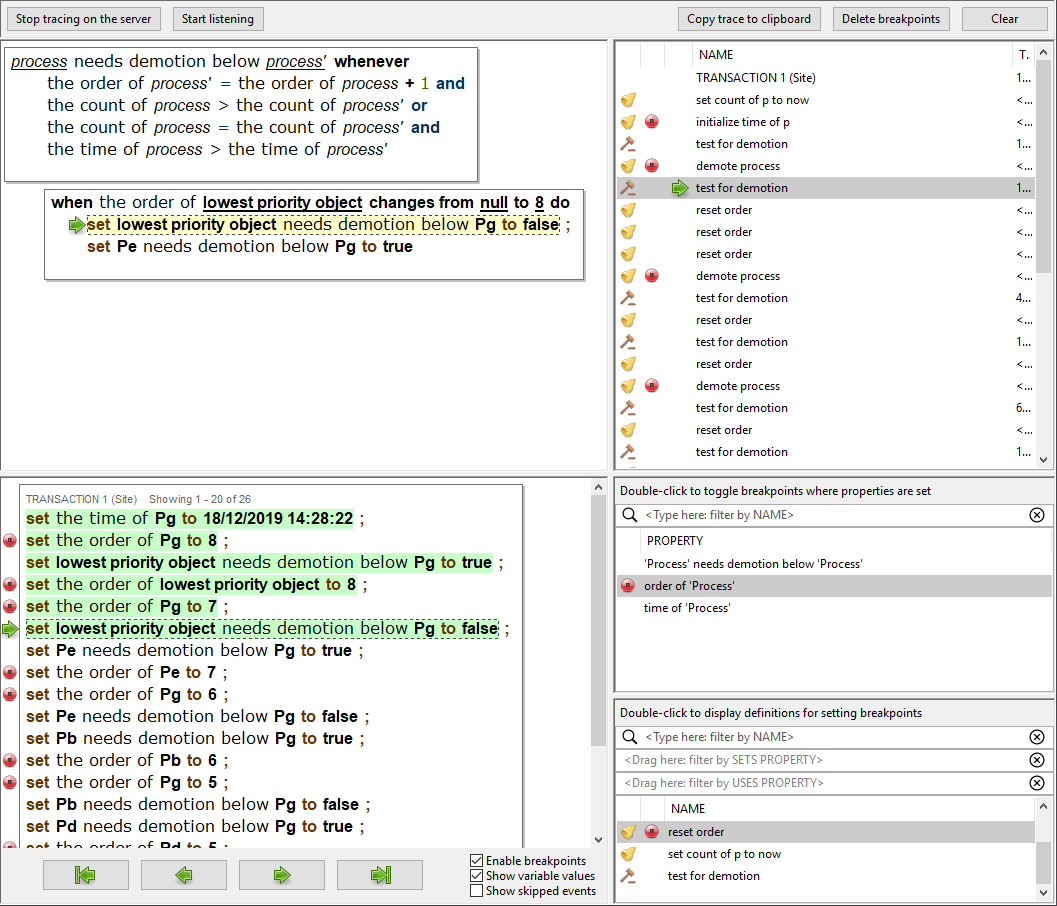 Stop tracing on the server
Start listening
Copy trace to clipboard
Delete breakpoints
Clear
process needs demotion below process' whenever
the order of process' = the order of process + 1 and
the count of process > the count of process' or
the count of process = the count of process' and
the time of process > the time of process'
when the order of lowest priority object changes from null to 8 do
set lowest priority object needs demotion below Pg to false ;
set Pe needs demotion below Pg to true
NAME T.
TRANSACTION 1 (Site) 1...
set count of p to now <...
initialize time of p <...
test for demotion 1...
demote process <...
test for demotion 1...
reset order <...
reset order <...
reset order <...
demote process <...
test for demotion 4...
reset order <...
test for demotion 1...
reset order <...
demote process <...
test for demotion 6...
reset order <...
test for demotion 1...
TRANSACTION 1 (Site) Showing 1 - 20 of 26
set the time of Pg to 18/12/2019 14:28:22 ;
set the order of Pg to 8 ;
set lowest priority object needs demotion below Pg to true ;
set the order of lowest priority object to 8 ;
set the order of Pg to 7 ;
set lowest priority object needs demotion below Pg to false ;
set Pe needs demotion below Pg to true ;
set the order of Pe to 7 ;
set the order of Pg to 6 ;
set Pe needs demotion below Pg to false ;
set Pb needs demotion below Pg to true ;
set the order of Pb to 6 ;
set the order of Pg to 5 ;
set Pb needs demotion below Pg to false ;
set Pd needs demotion below Pg to true ;
set the order of Pd to 5 ;
Enable breakpoints
Show variable values
Show skipped events
Double-click to toggle breakpoints where properties are set
<Type here: filter by NAME>
PROPERTY
'Process' needs demotion below 'Process'
order of 'Process'
time of 'Process'
Double-click to display definitions for setting breakpoints
<Type here: filter by NAME>
<Drag here: filter by SETS PROPERTY>
<Drag here: filter by USES PROPERTY>
NAME
reset order
set count of p to now
test for demotion